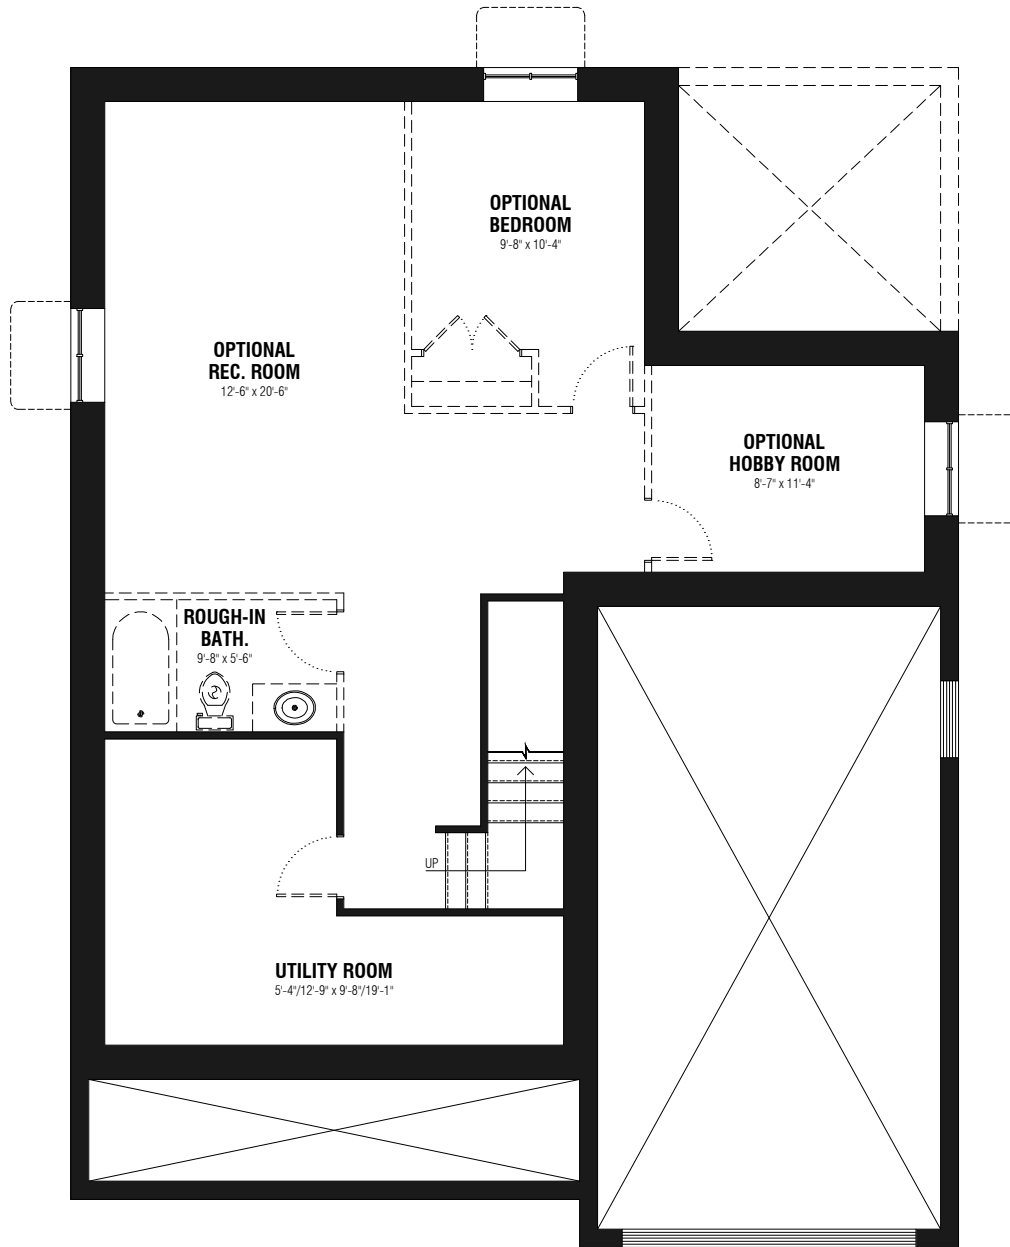 OPTIONAL
BEDROOM
9'-8" x 10'-4"
OPTIONAL
REC. ROOM
12'-6" x 20'-6"
OPTIONAL
HOBBY ROOM
8'-7" x 11'-4"
ROUGH-IN
BATH.
9'-8" x 5'-6"
UP
UTILITY ROOM
5'-4"/12'-9" x 9'-8"/19'-1"